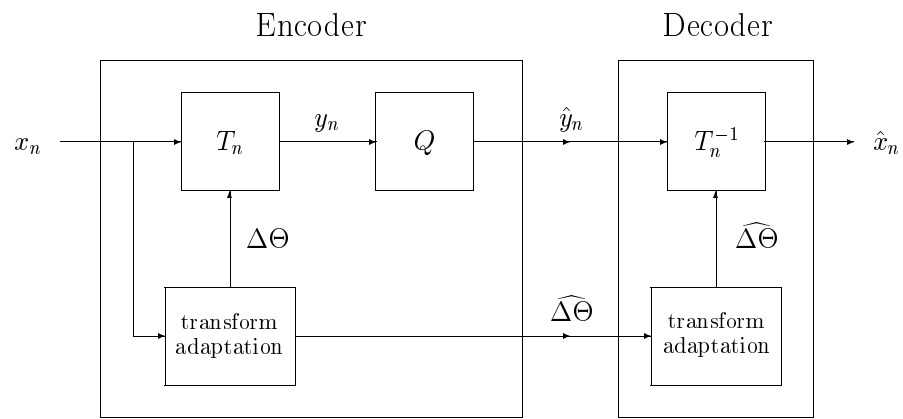 Encoder Decoder
x_n T_n y_n Q ŷ_n T_n^{-1} x̂_n
ΔΘ \widehat{ΔΘ}
\widehat{ΔΘ}
transform
adaptation
transform
adaptation